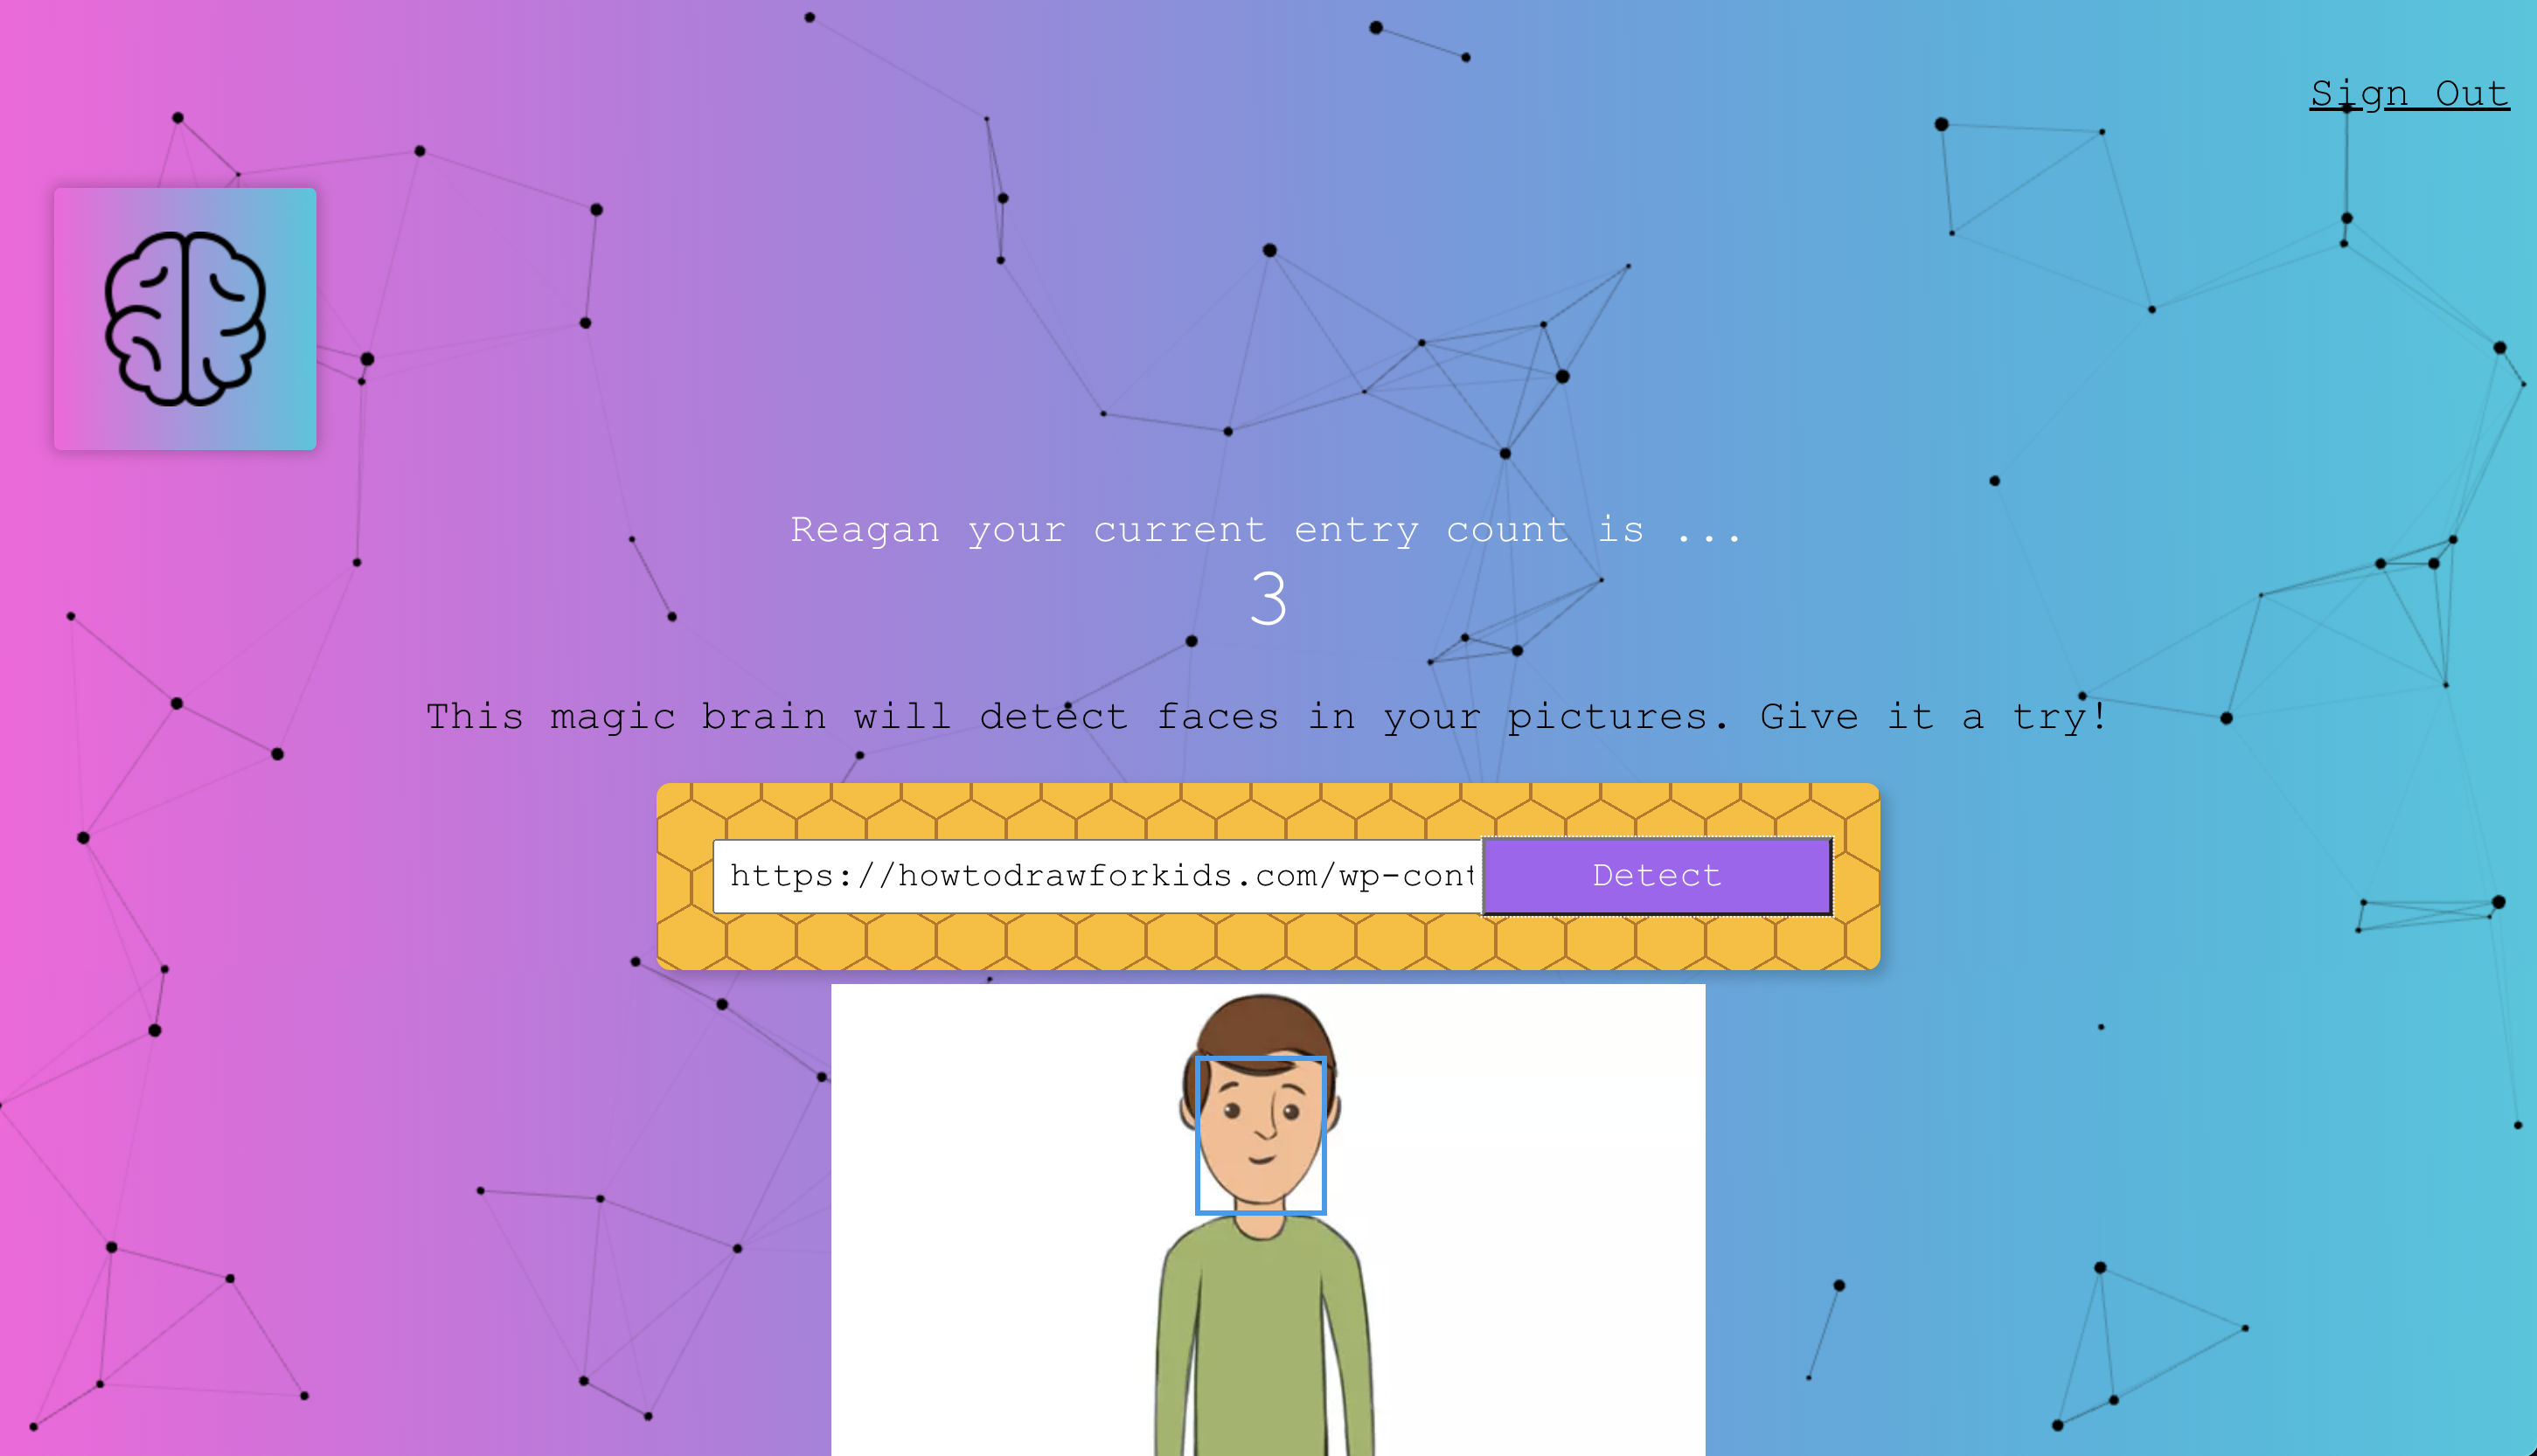 Sign Out
Reagan your current entry count is ...
3
This magic brain will detect faces in your pictures. Give it a try!
https://howtodrawforkids.com/wp-cont
Detect